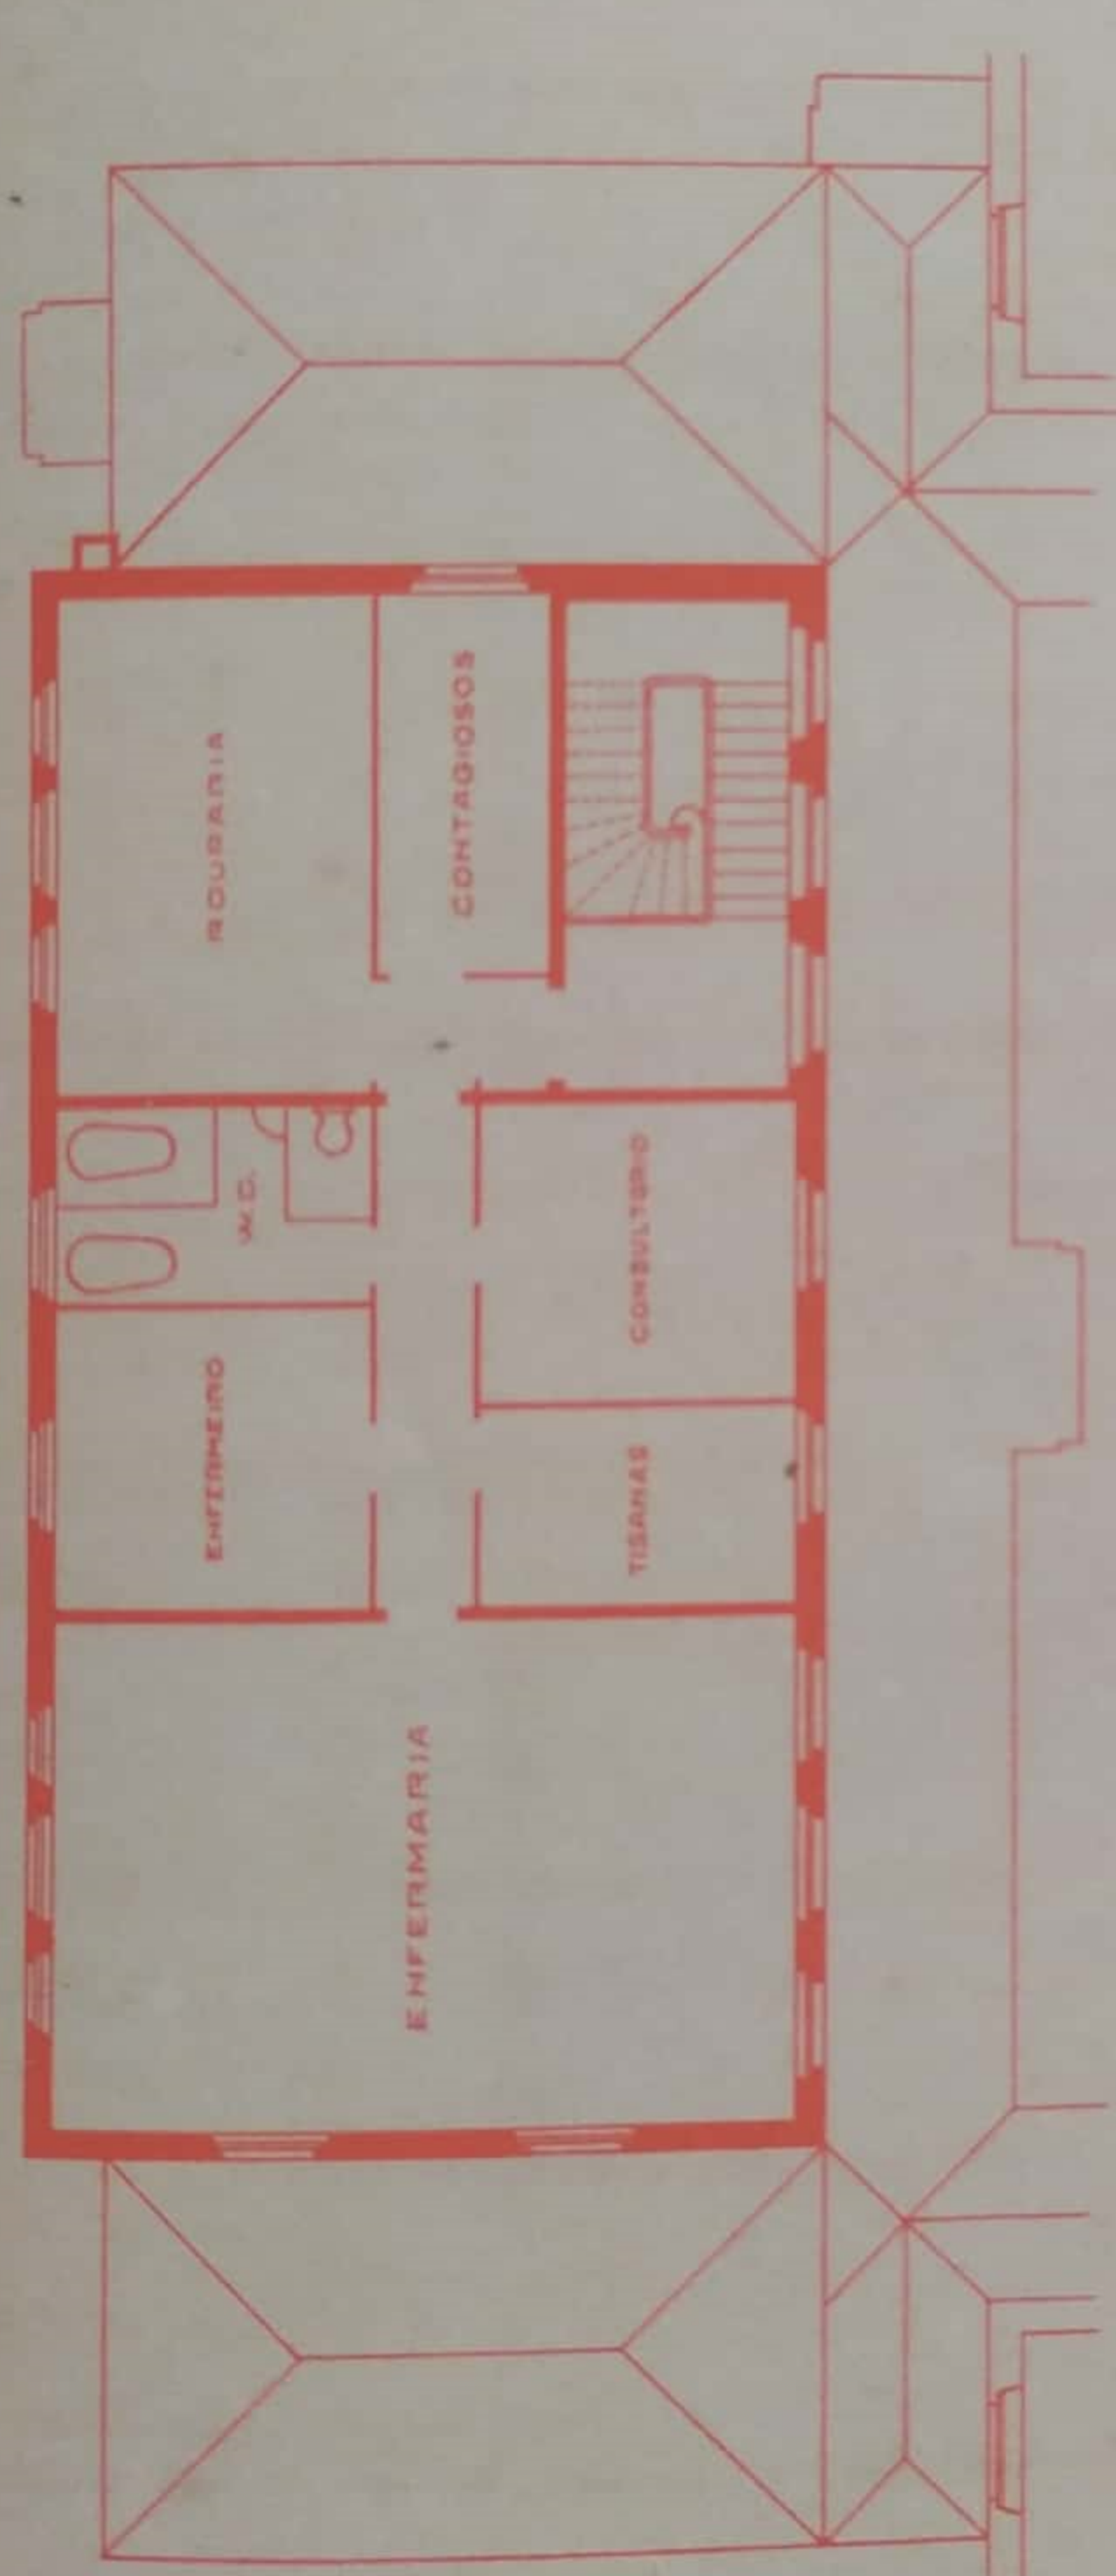 ROUPARIA
CONTAGIOSOS
W.C.
CONSULTORIO
ENFERMEIRO
TISANAS
ENFERMARIA